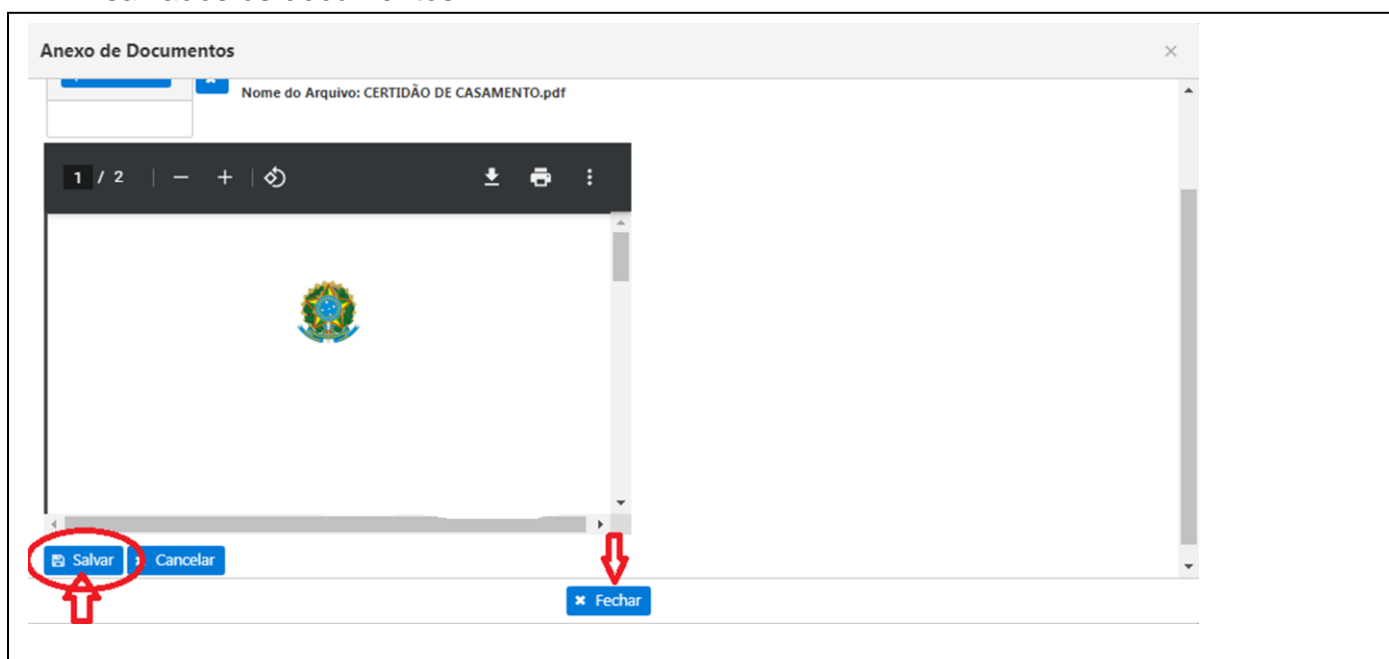 Anexo de Documentos
Nome do Arquivo: CERTIDÃO DE CASAMENTO.pdf
1 / 2
Salvar
Cancelar
Fechar